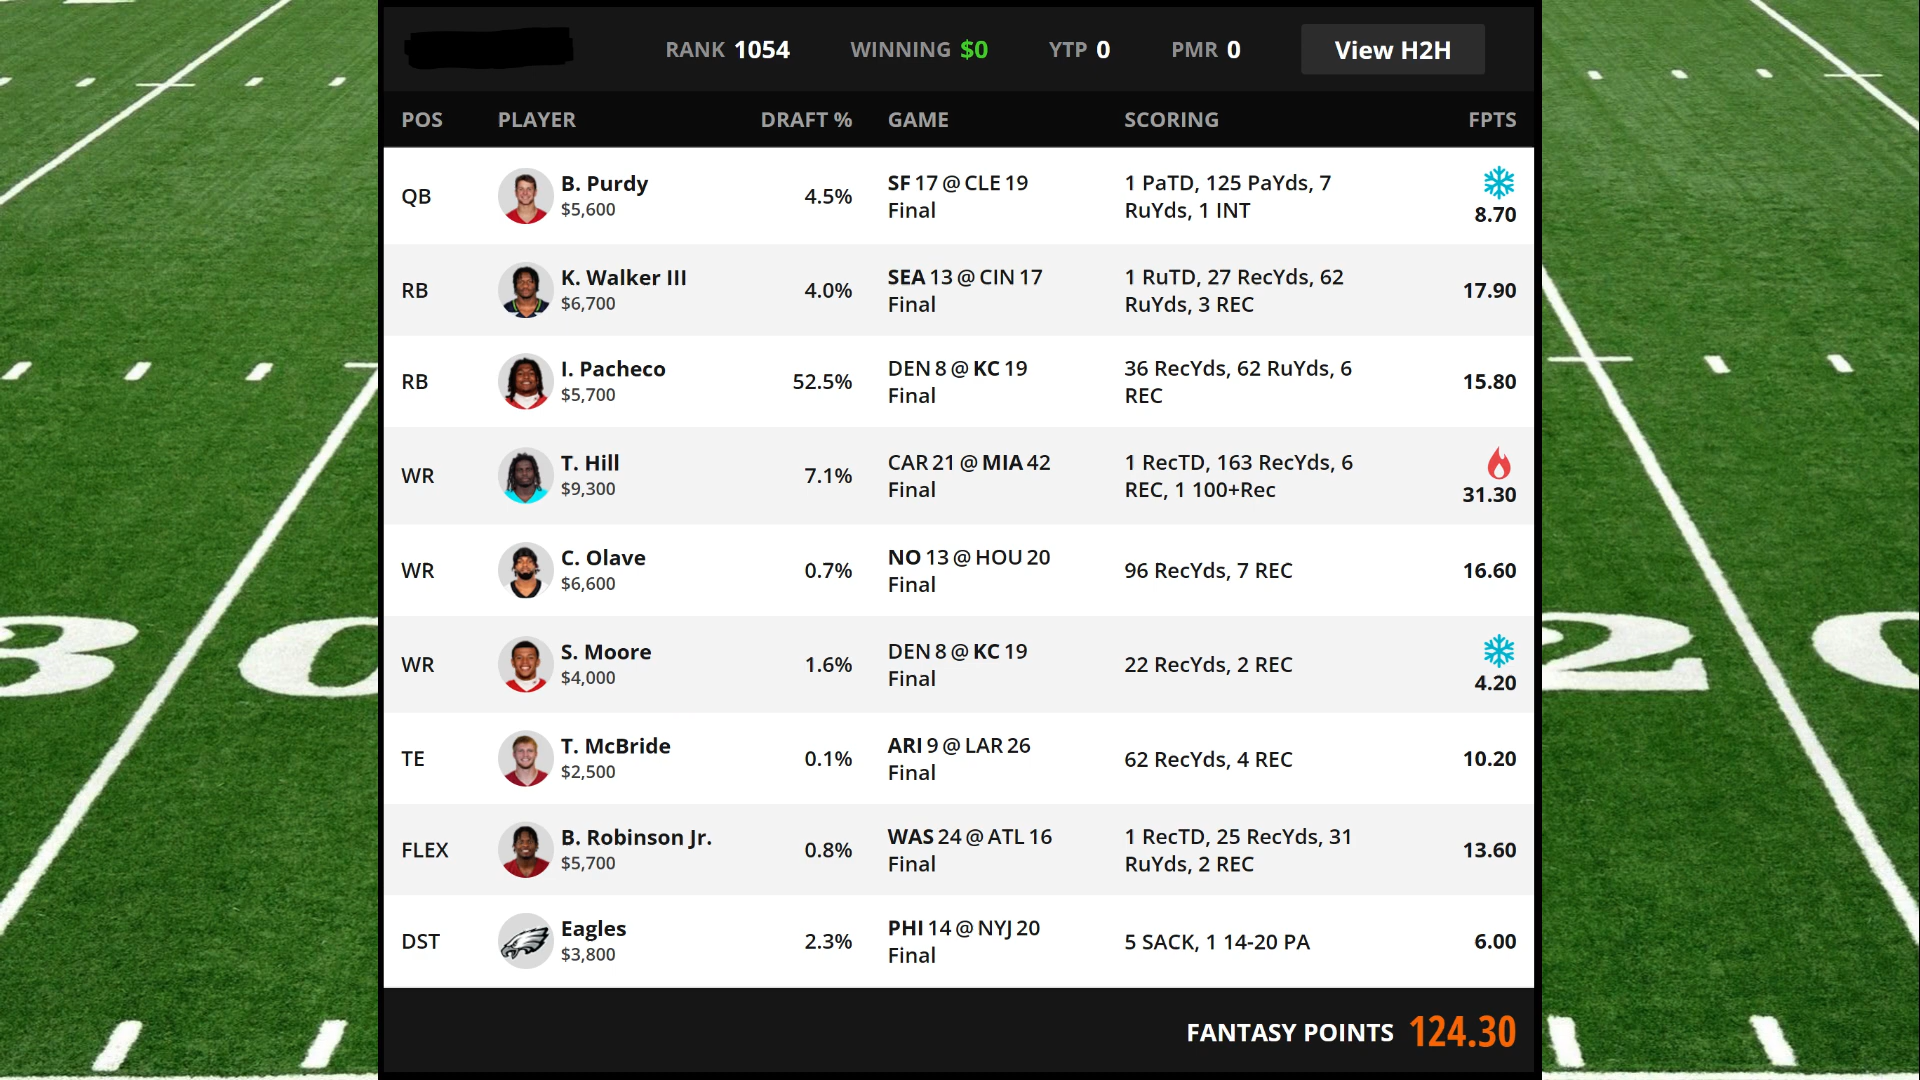 RANK 1054 WINNING $0 YTP 0 PMR 0 View H2H
POS PLAYER DRAFT % GAME SCORING FPTS
QB B. Purdy 4.5% SF 17 @ CLE 19 1 PaTD, 125 PaYds, 7
$5,600 Final RuYds, 1 INT 8.70
RB K. Walker III 4.0% SEA 13 @ CIN 17 1 RuTD, 27 RecYds, 62 17.90
$6,700 Final RuYds, 3 REC
RB I. Pacheco 52.5% DEN 8 @ KC 19 36 RecYds, 62 RuYds, 6 15.80
$5,700 Final REC
WR T. Hill 7.1% CAR 21 @ MIA 42 1 RecTD, 163 RecYds, 6
$9,300 Final REC, 1 100+Rec 31.30
WR C. Olave 0.7% NO 13 @ HOU 20 96 RecYds, 7 REC 16.60
$6,600 Final
WR S. Moore 1.6% DEN 8 @ KC 19 22 RecYds, 2 REC
$4,000 Final 4.20
TE T. McBride 0.1% ARI 9 @ LAR 26 62 RecYds, 4 REC 10.20
$2,500 Final
FLEX B. Robinson Jr. 0.8% WAS 24 @ ATL 16 1 RecTD, 25 RecYds, 31 13.60
$5,700 Final RuYds, 2 REC
DST Eagles 2.3% PHI 14 @ NYJ 20 5 SACK, 1 14-20 PA 6.00
$3,800 Final
FANTASY POINTS 124.30
30
20